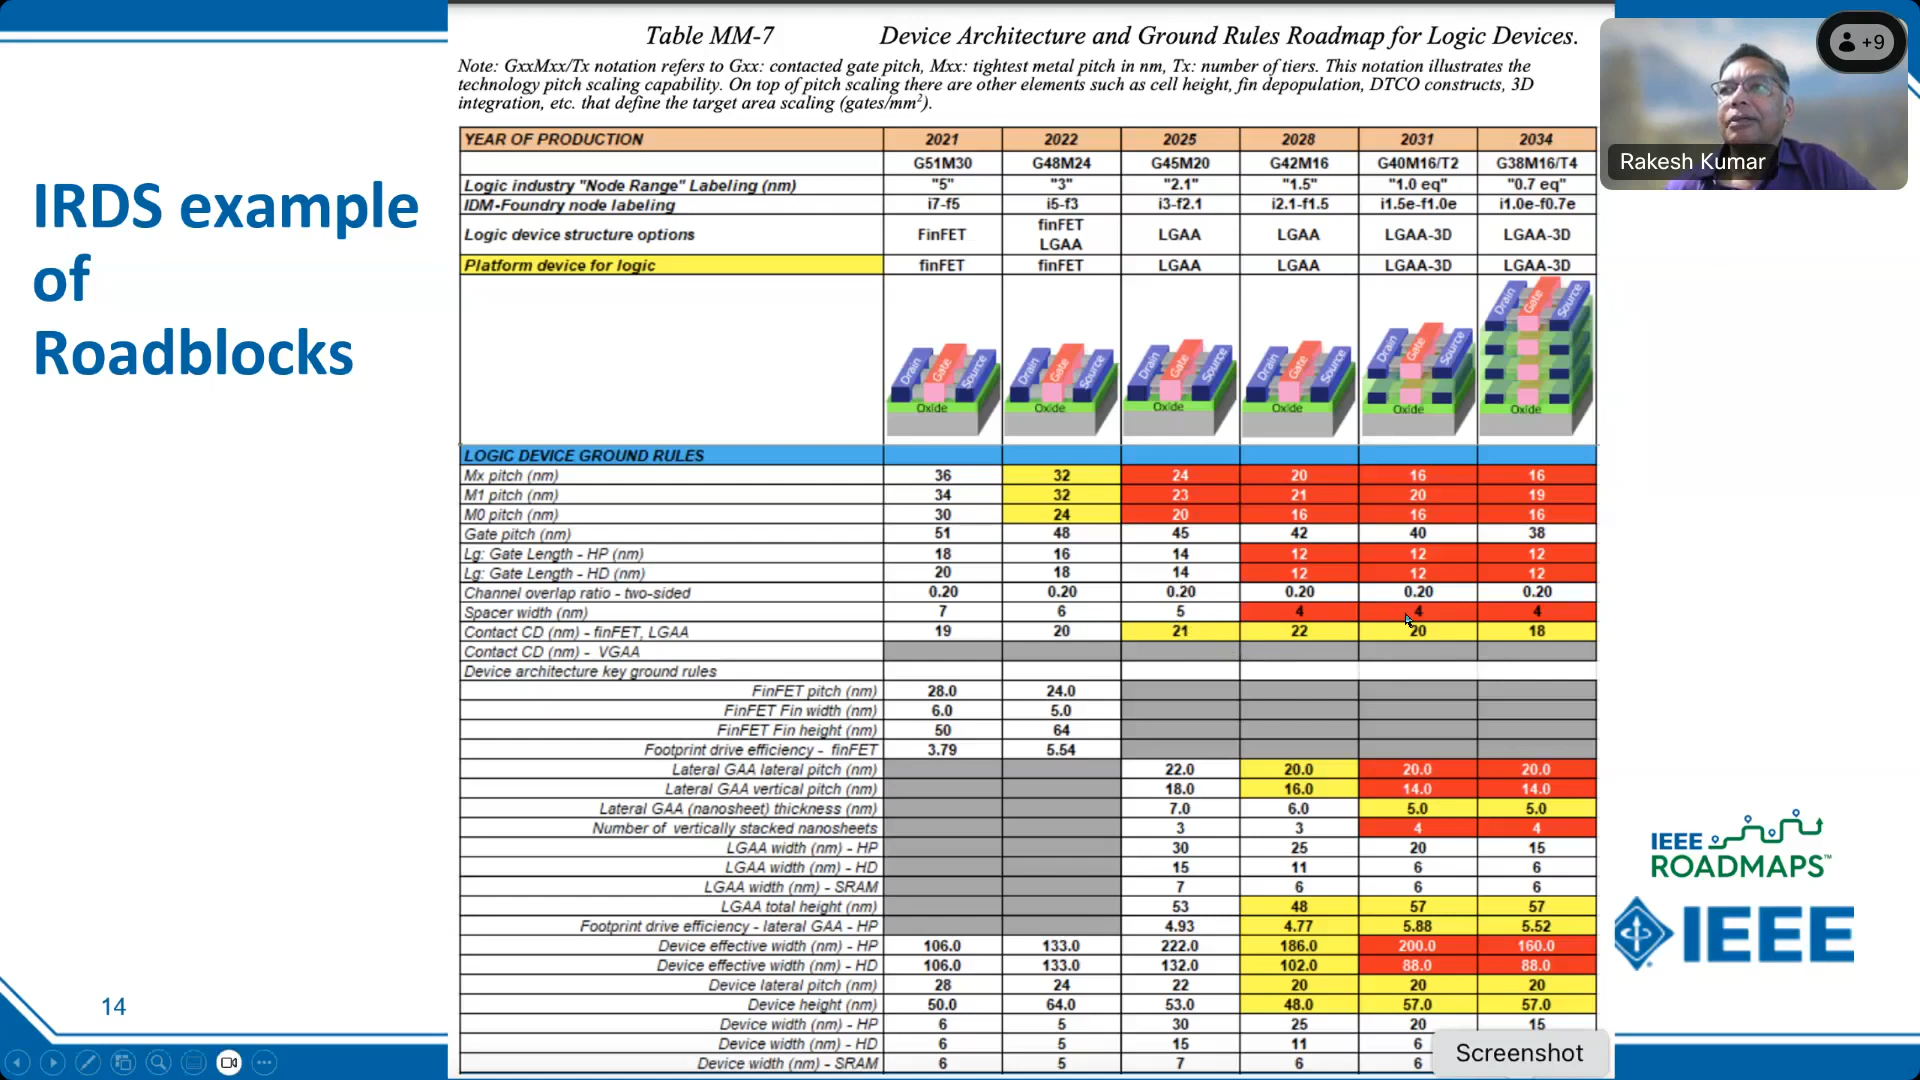 IRDS example
of
Roadblocks
Table MM-7 Device Architecture and Ground Rules Roadmap for Logic Devices.
Note: GxxMxx/Tx notation refers to Gxx: contacted gate pitch, Mxx: tightest metal pitch in nm, Tx: number of tiers. This notation illustrates the
technology pitch scaling capability. On top of pitch scaling there are other elements such as cell height, fin depopulation, DTCO constructs, 3D
integration, etc. that define the target area scaling (gates/mm²).
YEAR OF PRODUCTION 2021 2022 2025 2028 2031 2034
G51M30 G48M24 G45M20 G42M16 G40M16/T2 G38M16/T4
Logic industry "Node Range" Labeling (nm) "5" "3" "2.1" "1.5" "1.0 eq" "0.7 eq"
IDM-Foundry node labeling i7-f5 i5-f3 i3-f2.1 i2.1-f1.5 i1.5e-f1.0e i1.0e-f0.7e
Logic device structure options FinFET finFET LGAA LGAA LGAA LGAA-3D LGAA-3D
Platform device for logic finFET finFET LGAA LGAA LGAA-3D LGAA-3D
Drain Gate Source Drain Gate Source Drain Gate Source Drain Gate Source Drain Gate Source Drain Gate Source
Oxide Oxide Oxide Oxide Oxide Oxide
LOGIC DEVICE GROUND RULES
Mx pitch (nm) 36 32 24 20 16 16
M1 pitch (nm) 34 32 23 21 20 19
M0 pitch (nm) 30 24 20 16 16 16
Gate pitch (nm) 51 48 45 42 40 38
Lg: Gate Length - HP (nm) 18 16 14 12 12 12
Lg: Gate Length - HD (nm) 20 18 14 12 12 12
Channel overlap ratio - two-sided 0.20 0.20 0.20 0.20 0.20 0.20
Spacer width (nm) 7 6 5 4 4 4
Contact CD (nm) - finFET, LGAA 19 20 21 22 20 18
Contact CD (nm) - VGAA
Device architecture key ground rules
FinFET pitch (nm) 28.0 24.0
FinFET Fin width (nm) 6.0 5.0
FinFET Fin height (nm) 50 64
Footprint drive efficiency - finFET 3.79 5.54
Lateral GAA lateral pitch (nm) 22.0 20.0 20.0 20.0
Lateral GAA vertical pitch (nm) 18.0 16.0 14.0 14.0
Lateral GAA (nanosheet) thickness (nm) 7.0 6.0 5.0 5.0
Number of vertically stacked nanosheets 3 3 4 4
LGAA width (nm) - HP 30 25 20 15
LGAA width (nm) - HD 15 11 6 6
LGAA width (nm) - SRAM 7 6 6 6
LGAA total height (nm) 53 48 57 57
Footprint drive efficiency - lateral GAA - HP 4.93 4.77 5.88 5.52
Device effective width (nm) - HP 106.0 133.0 222.0 186.0 200.0 160.0
Device effective width (nm) - HD 106.0 133.0 132.0 102.0 88.0 88.0
Device lateral pitch (nm) 28 24 22 20 20 20
Device height (nm) 50.0 64.0 53.0 48.0 57.0 57.0
Device width (nm) - HP 6 5 30 25 20 15
Device width (nm) - HD 6 5 15 11 6
Device width (nm) - SRAM 6 5 7 6 6
+9
Rakesh Kumar
IEEE
ROADMAPS™
IEEE
14
Screenshot